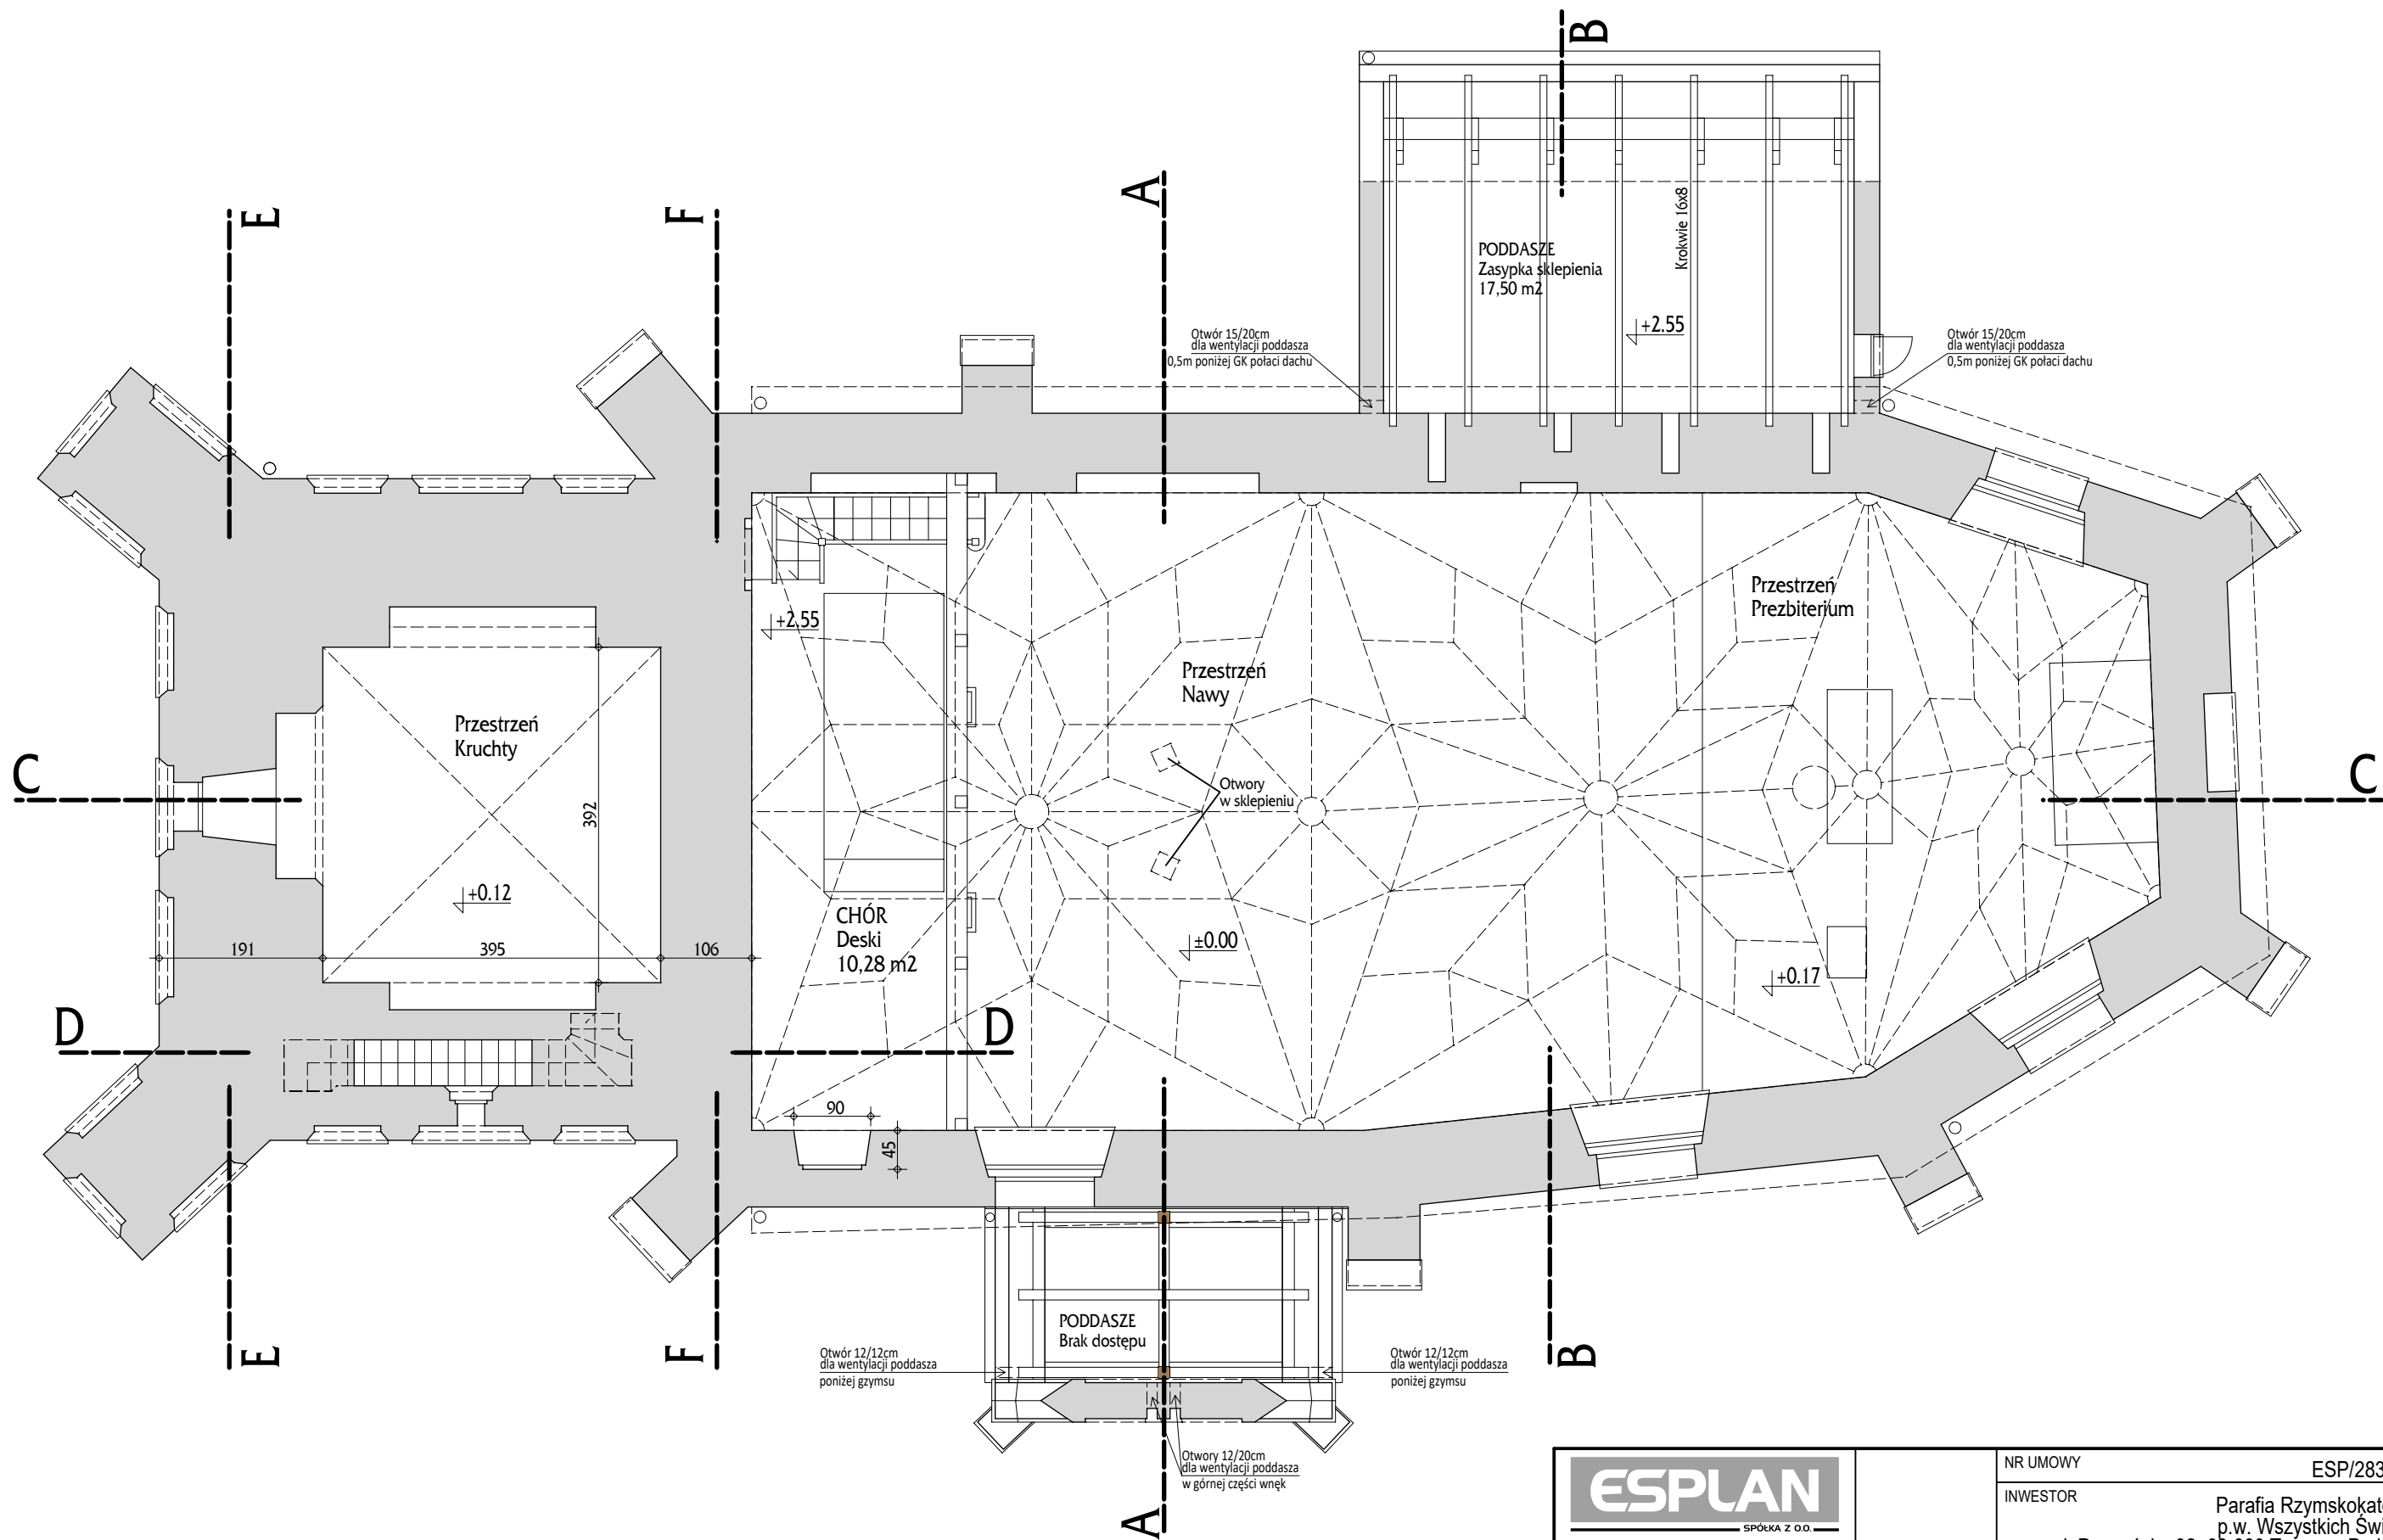 B
A
E
F
Krokwie 16x8
PODDASZE
Zasypka sklepienia
17,50 m2
+2.55
Otwór 15/20cm
dla wentylacji poddasza
0,5m poniżej GK połaci dachu
Otwór 15/20cm
dla wentylacji poddasza
0,5m poniżej GK połaci dachu
Przestrzeń
Prezbiterium
+2.55
Przestrzeń
Nawy
Przestrzeń
Kruchty
392
C
C
Otwory
w sklepieniu
+0.12
CHÓR
Deski
10,28 m2
±0.00
+0.17
191
395
106
D
D
90
45
PODDASZE
Brak dostępu
E
F
B
Otwór 12/12cm
dla wentylacji poddasza
poniżej gzymsu
Otwór 12/12cm
dla wentylacji poddasza
poniżej gzymsu
Otwory 12/20cm
dla wentylacji poddasza
w górnej części wnęk
A
ESPLAN
SPÓŁKA Z O.O.
NR UMOWY
ESP/283
INWESTOR
Parafia Rzymskokat
p.w. Wszystkich Świ